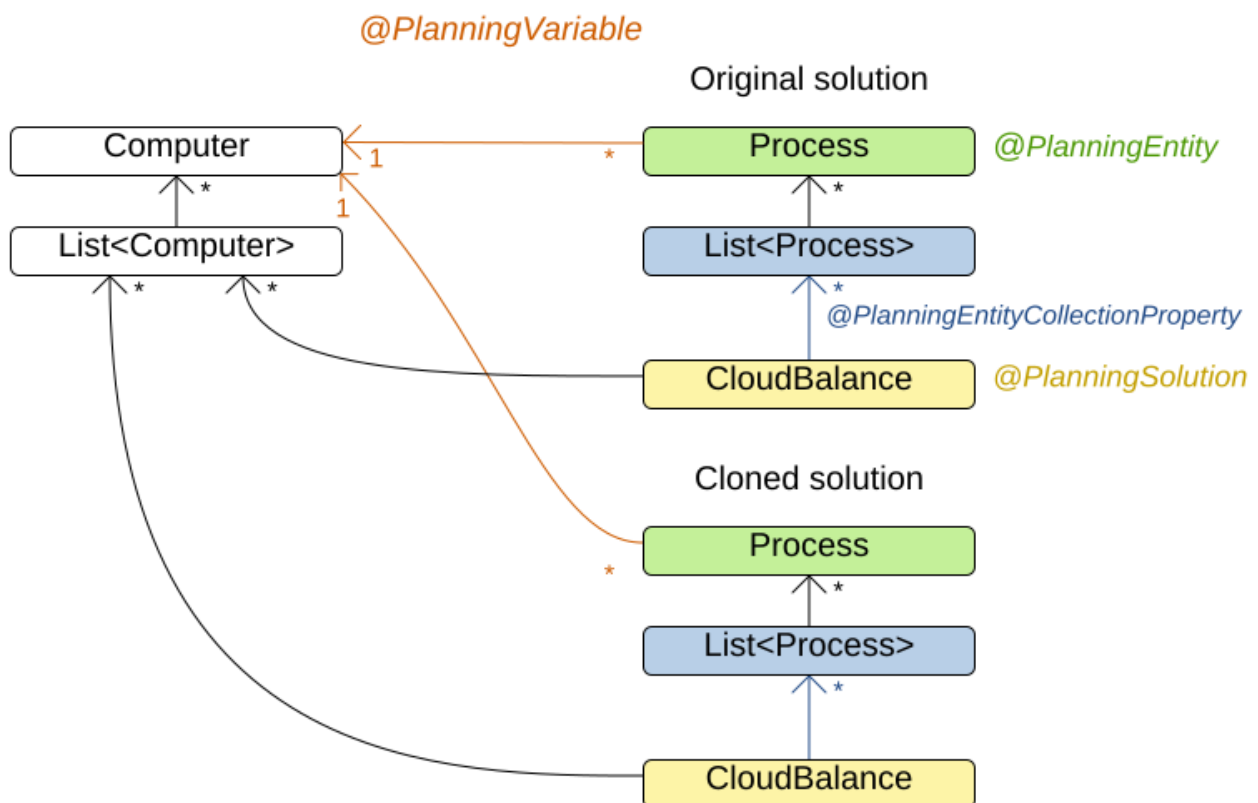 @PlanningVariable
Original solution
Computer
Process
@PlanningEntity
1
*
*
*
1
List<Computer>
List<Process>
*
*
*
@PlanningEntityCollectionProperty
CloudBalance
@PlanningSolution
Cloned solution
Process
*
*
List<Process>
*
CloudBalance